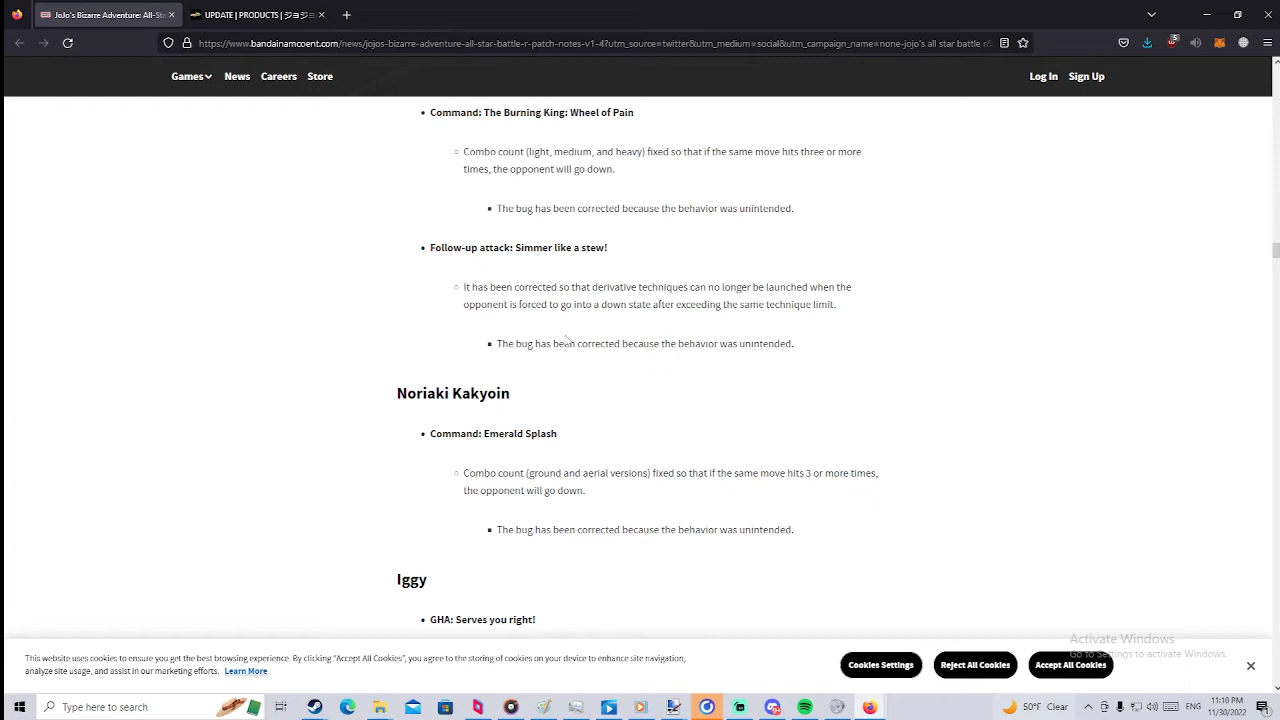 JoJo's Bizarre Adventure: All-Sta
UPDATE | PRODUCTS | ジョジ
https://www.bandainamcoent.com/news/jojos-bizarre-adventure-all-star-battle-r-patch-notes-v1-4?utm_source=twitter&utm_medium=social&utm_campaign_name=none-jojo's all star battle r
Games News Careers Store Log In Sign Up
• Command: The Burning King: Wheel of Pain
Combo count (light, medium, and heavy) fixed so that if the same move hits three or more
times, the opponent will go down.
The bug has been corrected because the behavior was unintended.
• Follow-up attack: Simmer like a stew!
It has been corrected so that derivative techniques can no longer be launched when the
opponent is forced to go into a down state after exceeding the same technique limit.
The bug has been corrected because the behavior was unintended.
Noriaki Kakyoin
• Command: Emerald Splash
Combo count (ground and aerial versions) fixed so that if the same move hits 3 or more times,
the opponent will go down.
The bug has been corrected because the behavior was unintended.
Iggy
• GHA: Serves you right!
Activate Windows
Go to Settings to activate Windows.
This website uses cookies to ensure you get the best browsing experience. By clicking "Accept All Cookies", you agree to the storing of cookies on your device to enhance site navigation,
analyze site usage, and assist in our marketing efforts. Learn More
Cookies Settings Reject All Cookies Accept All Cookies
Type here to search
50°F Clear
ENG
11:10 PM
11/30/2022